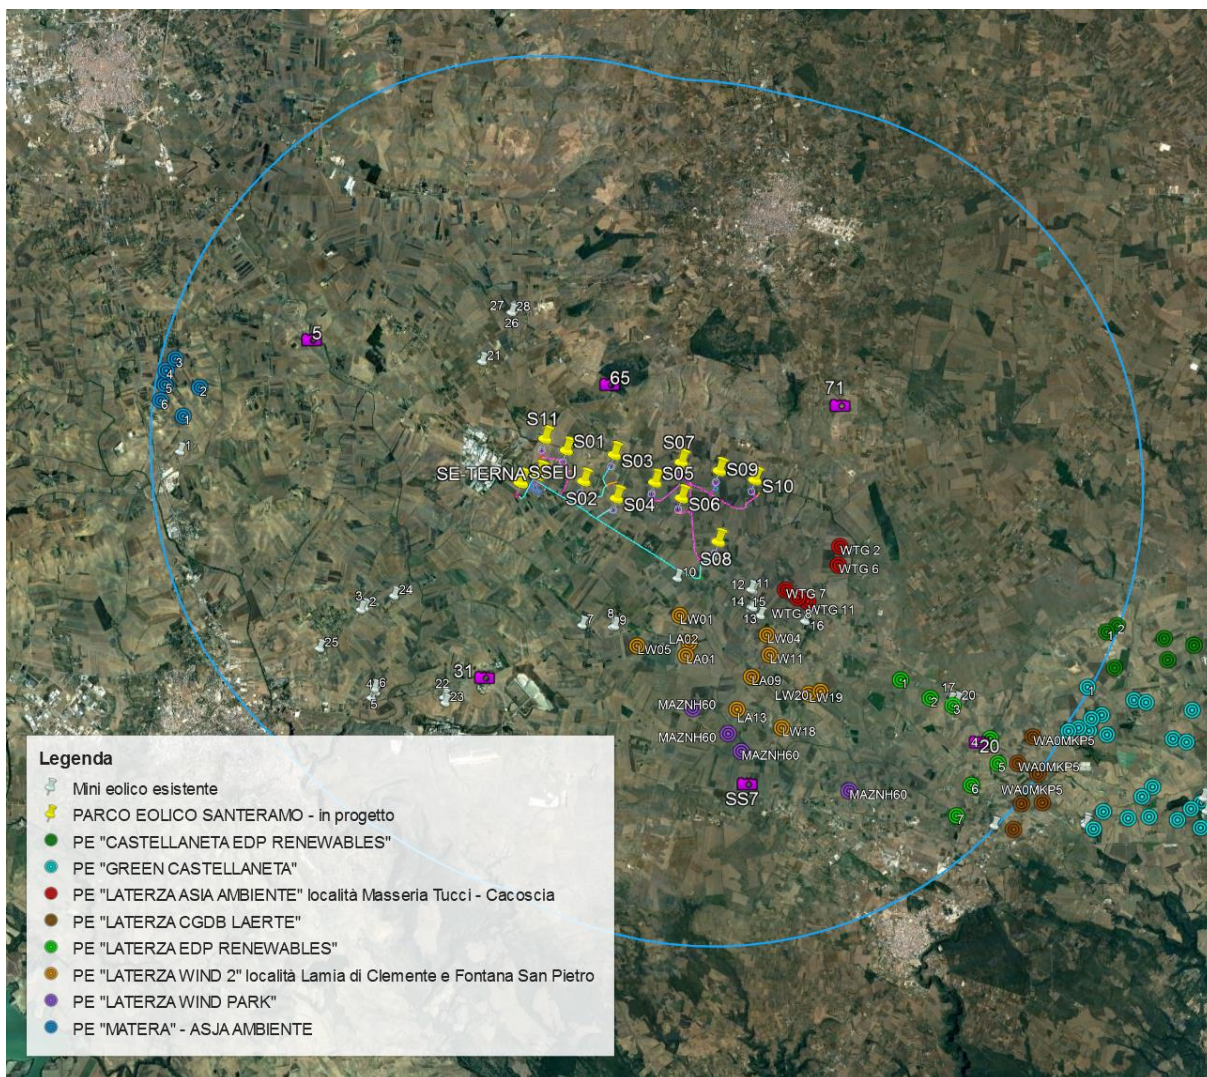 27 28
26
5
21
3
4
5 2
6
1
1
65
71
S11
S01
S07
S03
SE-TERNA SSEU
S05
S09
S10
S02
S04
S06
S08
WTG 2
WTG 6
10
12 11
WTG 7
24
3
2
14 15
WTG 8
WTG 11
13
16
7
8
9
LW01
1 2
25
LA02
LW04
LW05
LA01
LW11
31
4 6
5
22
23
LA09
LW20 LW19
1
2
17
20
3
1
MAZNH60
LA13
LW18
MAZNH60
MAZNH60
4
20
WA0MKP5
5
WA0MKP5
SS7
MAZNH60
6
WA0MKP5
7
Legenda
Mini eolico esistente
PARCO EOLICO SANTERAMO - in progetto
PE "CASTELLANETA EDP RENEWABLES"
PE "GREEN CASTELLANETA"
PE "LATERZA ASIA AMBIENTE" località Masseria Tucci - Cacoscia
PE "LATERZA CGDB LAERTE"
PE "LATERZA EDP RENEWABLES"
PE "LATERZA WIND 2" località Lamia di Clemente e Fontana San Pietro
PE "LATERZA WIND PARK"
PE "MATERA" - ASJA AMBIENTE